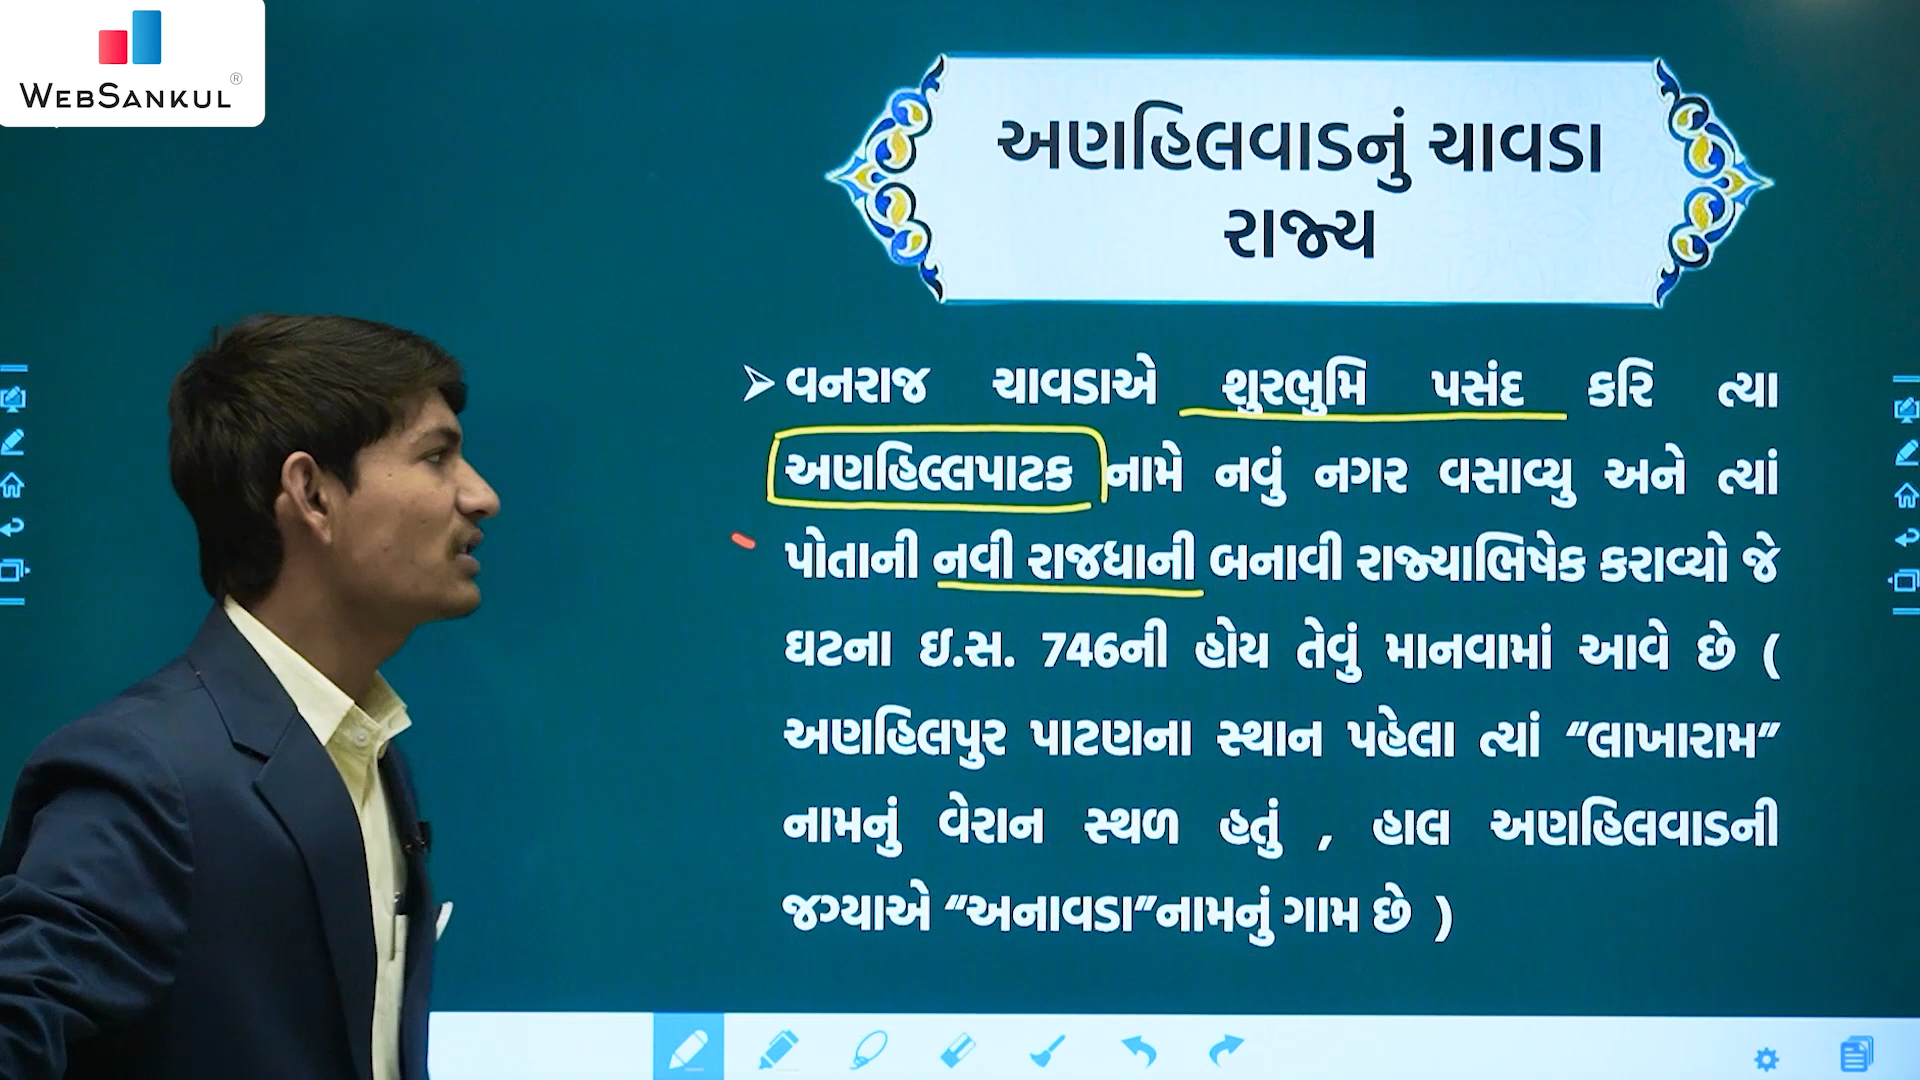 WEBSANKUL®
અણહિલવાડનું ચાવડા
રાજ્ય
વનરાજ ચાવડાએ શુરભુમિ પસંદ કરિ ત્યા
અણહિલ્લપાટક નામે નવું નગર વસાવ્યુ અને ત્યાં
પોતાની નવી રાજધાની બનાવી રાજ્યાભિષેક કરાવ્યો જે
ઘટના ઇ.સ. 746ની હોય તેવું માનવામાં આવે છે (
અણહિલપુર પાટણના સ્થાન પહેલા ત્યાં “લાખારામ”
નામનું વેરાન સ્થળ હતું , હાલ અણહિલવાડની
જગ્યાએ “અનાવડા”નામનું ગામ છે )